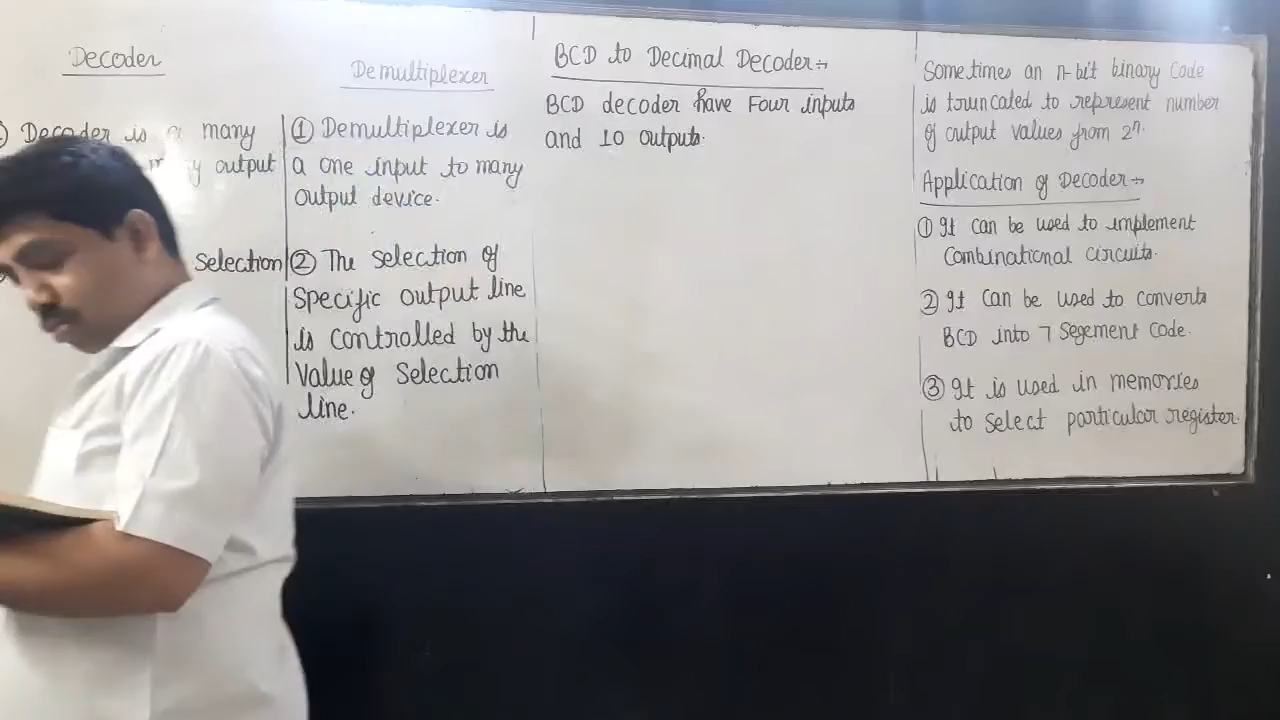 Decoder
Decoder is a many
y output
Selection
Demultiplexer
① Demultiplexer is
a one input to many
output device.
② The selection of
specific output line
is controlled by the
value of selection
line.
BCD to Decimal Decoder:-
BCD decoder have Four inputs
and 10 outputs.
Sometimes an n-bit binary code
is truncated to represent number
of output values from 2ⁿ.
Application of Decoder:-
① It can be used to implement
Combinational circuits.
② It can be used to converts
BCD into 7 Segement Code.
③ It is used in memories
to select particular register.